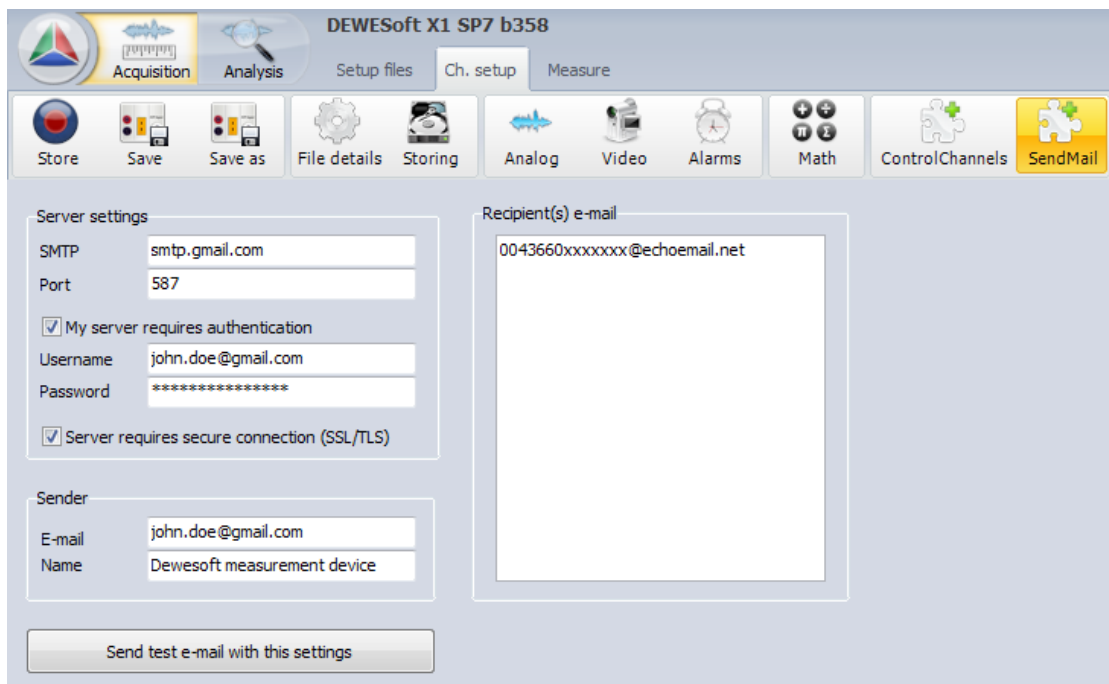 DEWESoft X1 SP7 b358
Acquisition Analysis Setup files Ch. setup Measure
Store Save Save as File details Storing Analog Video Alarms Math ControlChannels SendMail
Server settings
SMTP smtp.gmail.com
Port 587
My server requires authentication
Username john.doe@gmail.com
Password ***************
Server requires secure connection (SSL/TLS)
Sender
E-mail john.doe@gmail.com
Name Dewesoft measurement device
Send test e-mail with this settings
Recipient(s) e-mail
0043660xxxxxxx@echoemail.net